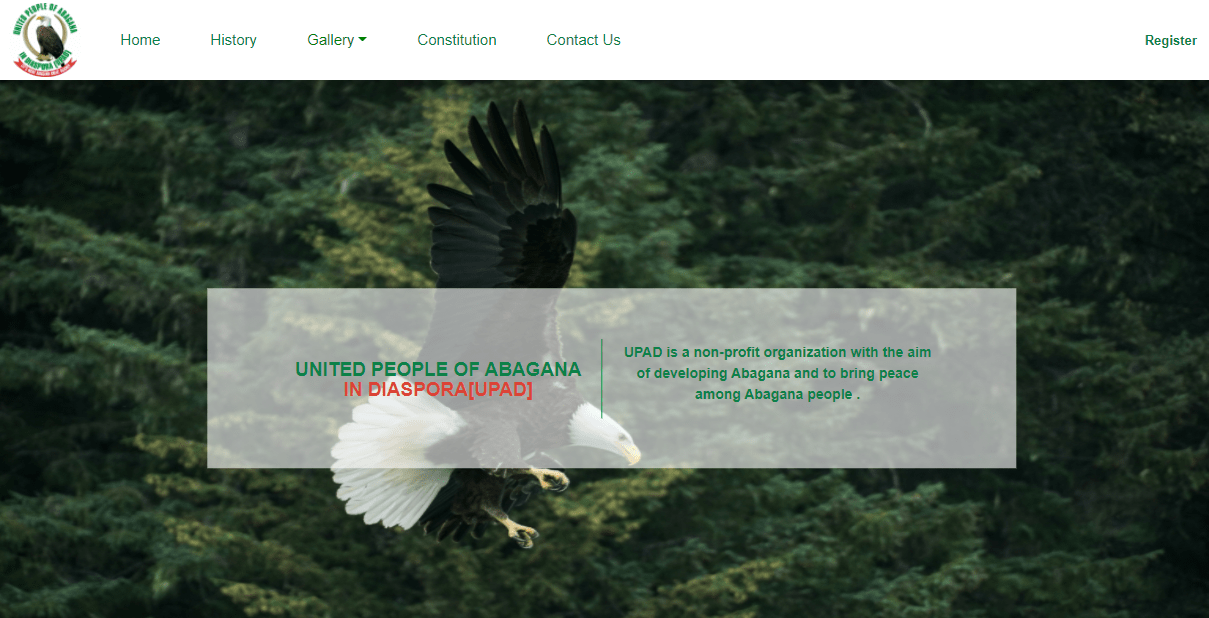 UNITED PEOPLE OF ABAGANA
IN DIASPORA [UPAD]
Home
History
Gallery
Constitution
Contact Us
Register
UNITED PEOPLE OF ABAGANA
IN DIASPORA[UPAD]
UPAD is a non-profit organization with the aim
of developing Abagana and to bring peace
among Abagana people .